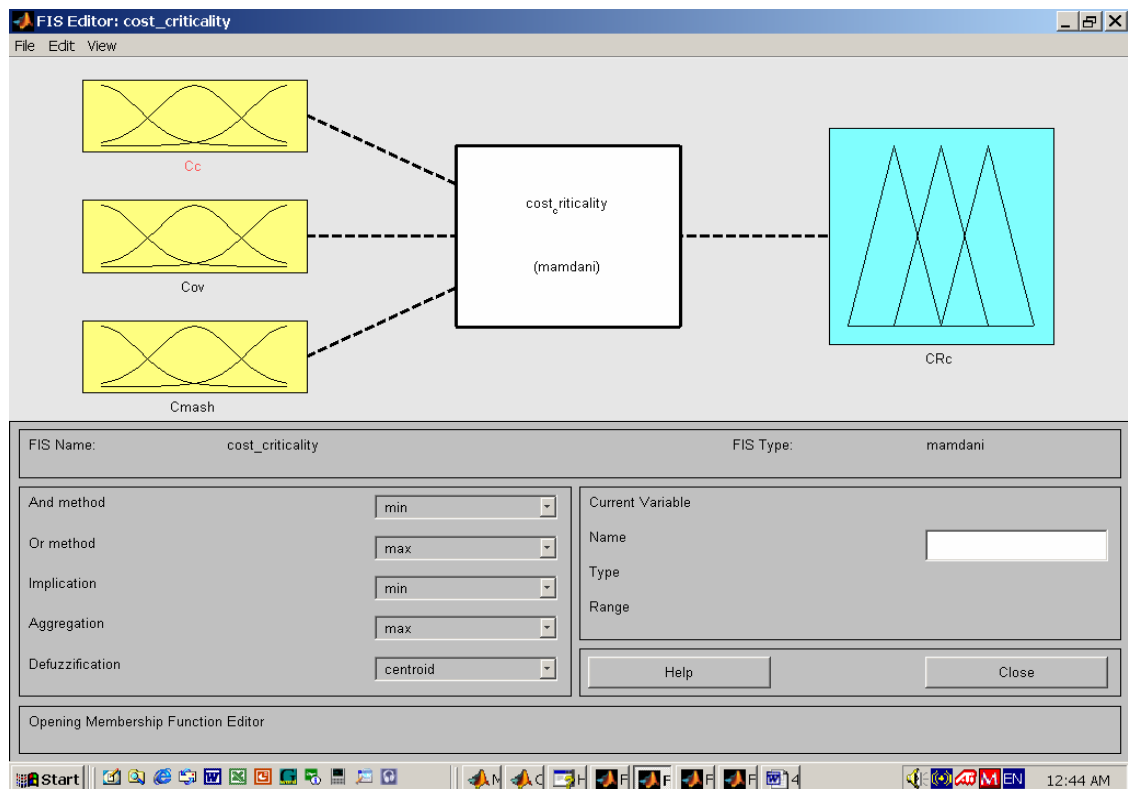 FIS Editor: cost_criticality
File Edit View
Cc
Cov
Cmash
cost_criticality
(mamdani)
CRc
FIS Name: cost_criticality FIS Type: mamdani
And method min
Or method max
Implication min
Aggregation max
Defuzzification centroid
Current Variable
Name
Type
Range
Help Close
Opening Membership Function Editor
Start M C H F F F F 4 EN 12:44 AM